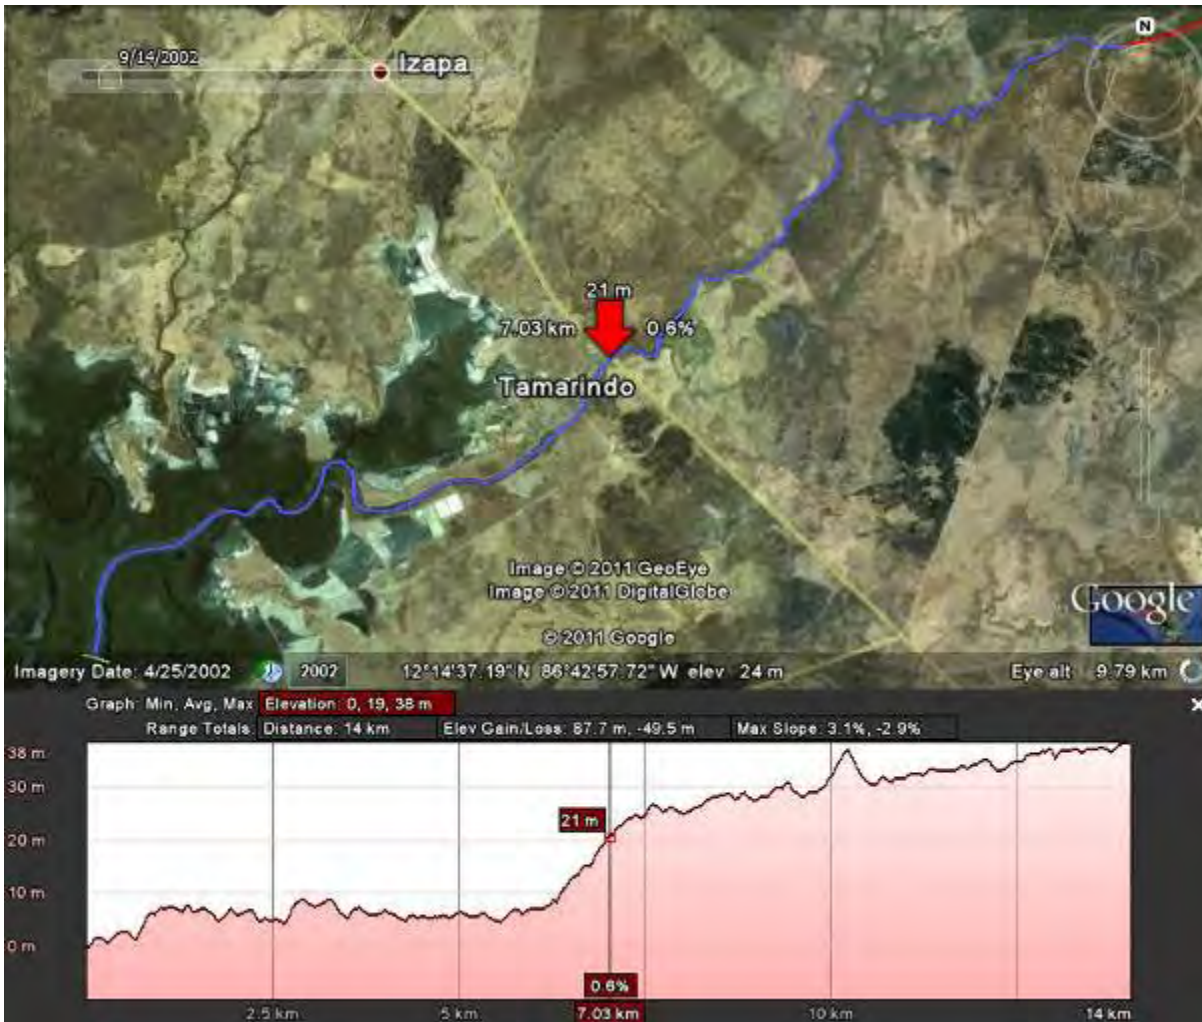 N
9/14/2002
Izapa
21 m
7.03 km 0.6%
Tamarindo
Image © 2011 GeoEye
Image © 2011 DigitalGlobe
© 2011 Google
Google
Imagery Date: 4/25/2002 2002 12°14'37.19" N 86°42'57.72" W elev 24 m Eye alt 9.79 km
Graph: Min, Avg, Max Elevation: 0, 19, 38 m
Range Totals: Distance: 14 km Elev Gain/Loss: 87.7 m, -49.5 m Max Slope: 3.1%, -2.9%
38 m
30 m
21 m
20 m
10 m
0 m
0.6%
2.5 km 5 km 7.03 km 10 km 14 km